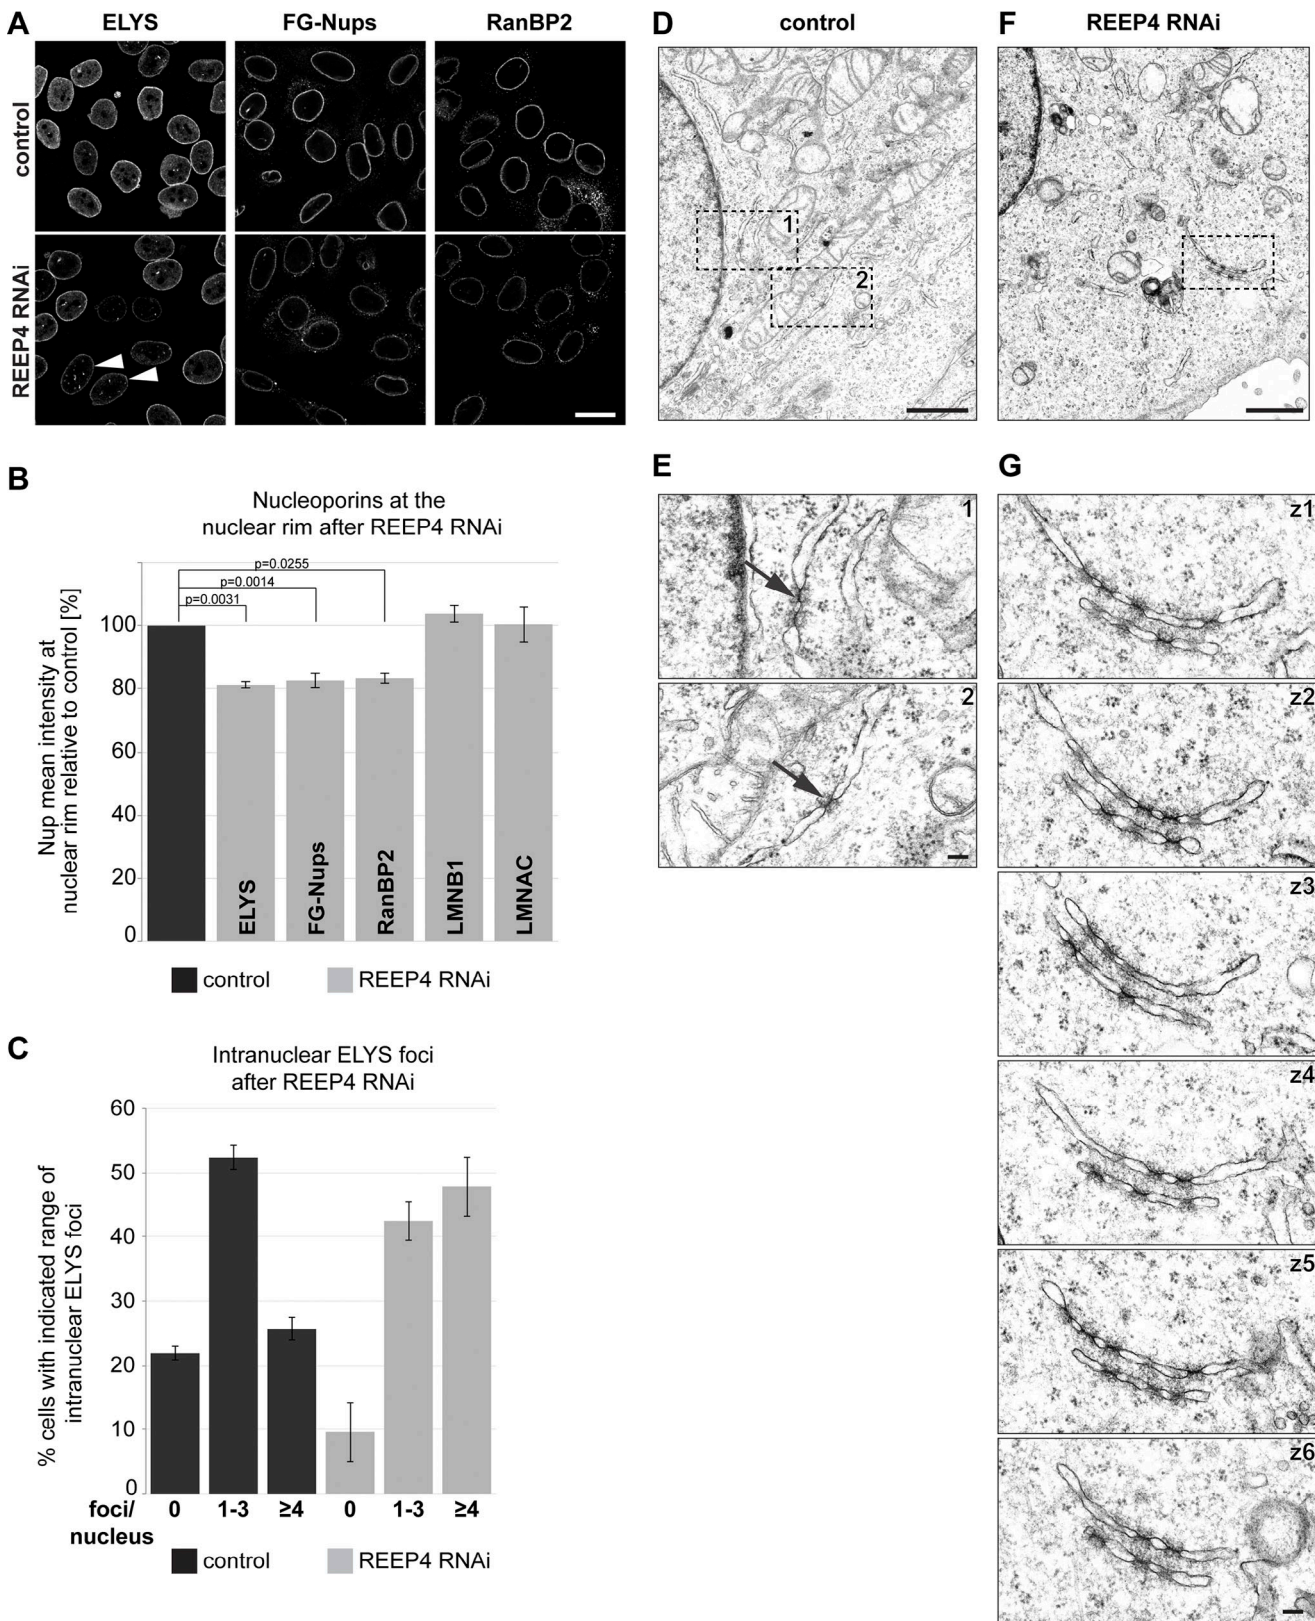 A
ELYS
FG-Nups
RanBP2
control
REEP4 RNAi
B
Nucleoporins at the
nuclear rim after REEP4 RNAi
Nup mean intensity at
nuclear rim relative to control [%]
p=0.0255
p=0.0014
p=0.0031
100
80
60
40
20
0
ELYS
FG-Nups
RanBP2
LMNB1
LMNAC
control
REEP4 RNAi
C
Intranuclear ELYS foci
after REEP4 RNAi
% cells with indicated range of
intranuclear ELYS foci
60
50
40
30
20
10
0
foci/
nucleus
0
1-3
≥4
0
1-3
≥4
control
REEP4 RNAi
D
control
1
2
E
1
2
F
REEP4 RNAi
G
z1
z2
z3
z4
z5
z6